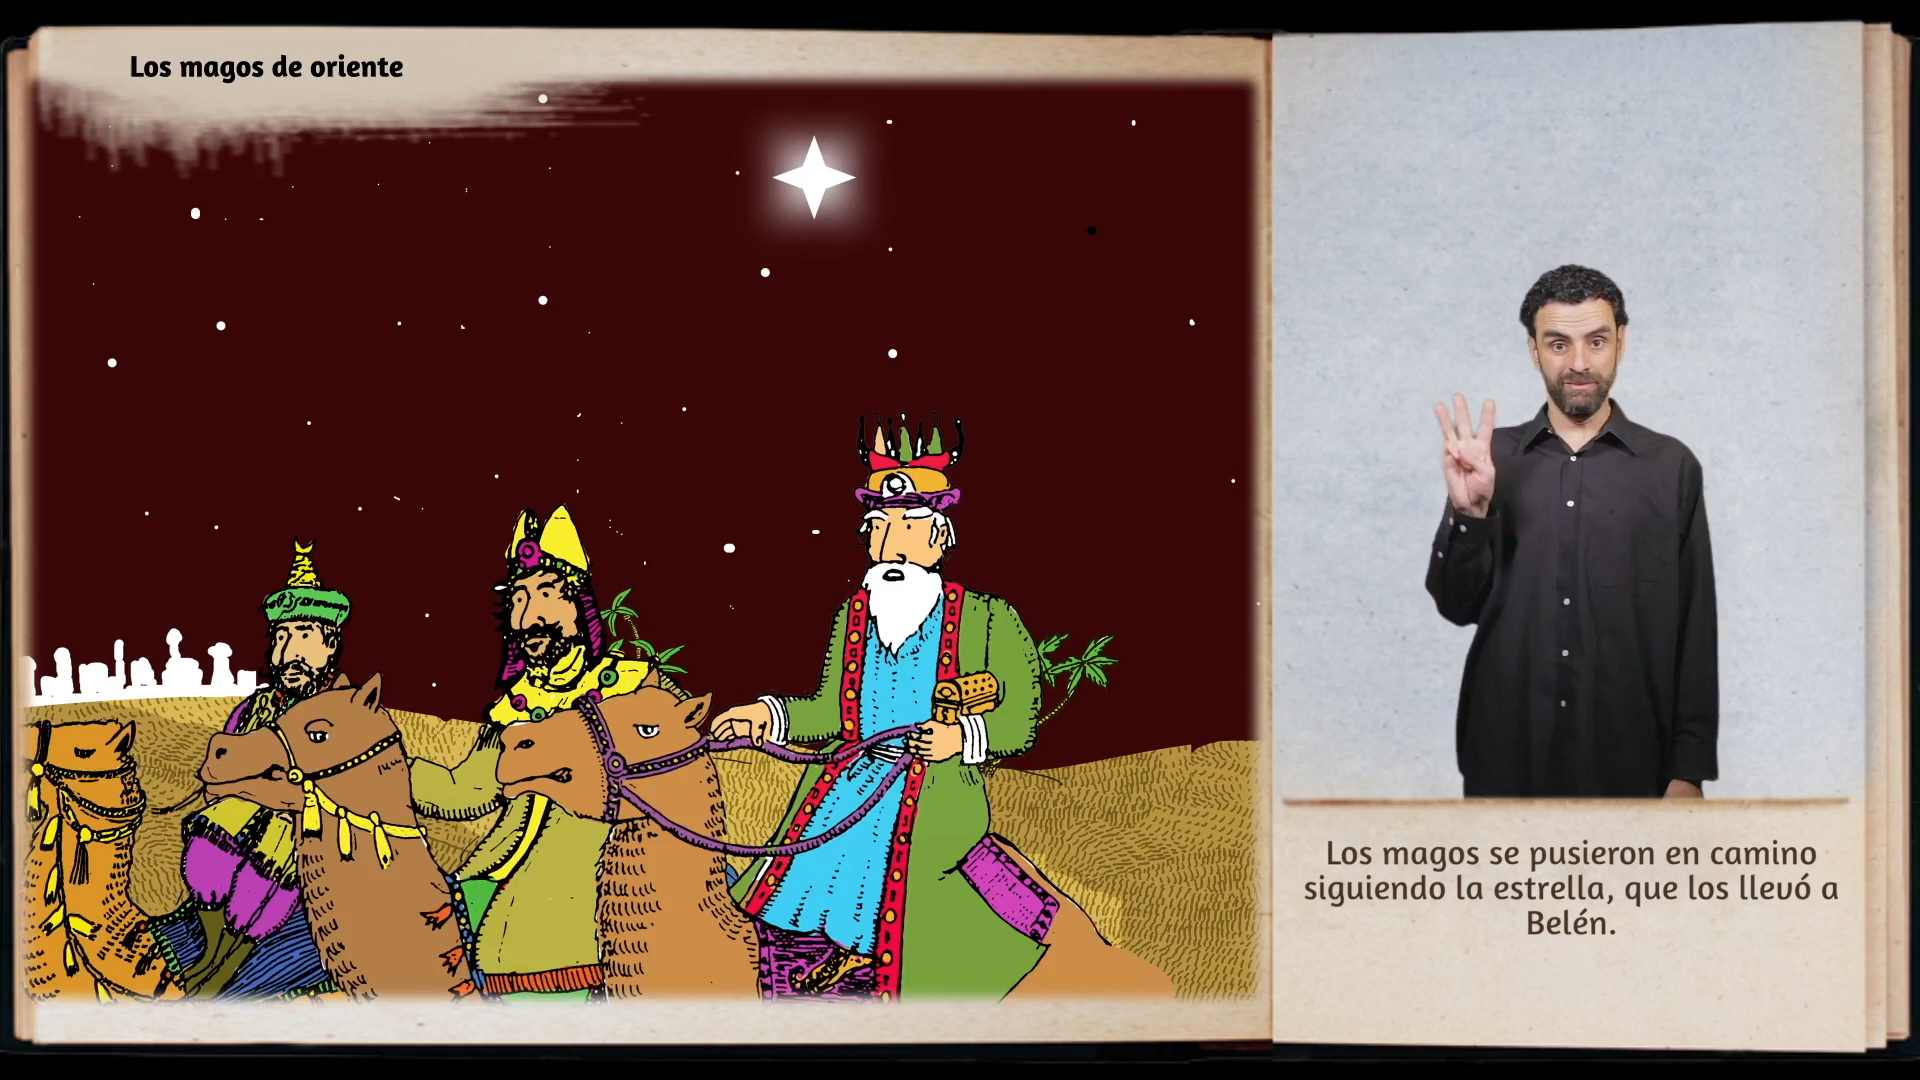 Los magos de oriente
Los magos se pusieron en camino
siguiendo la estrella, que los llevó a
Belén.